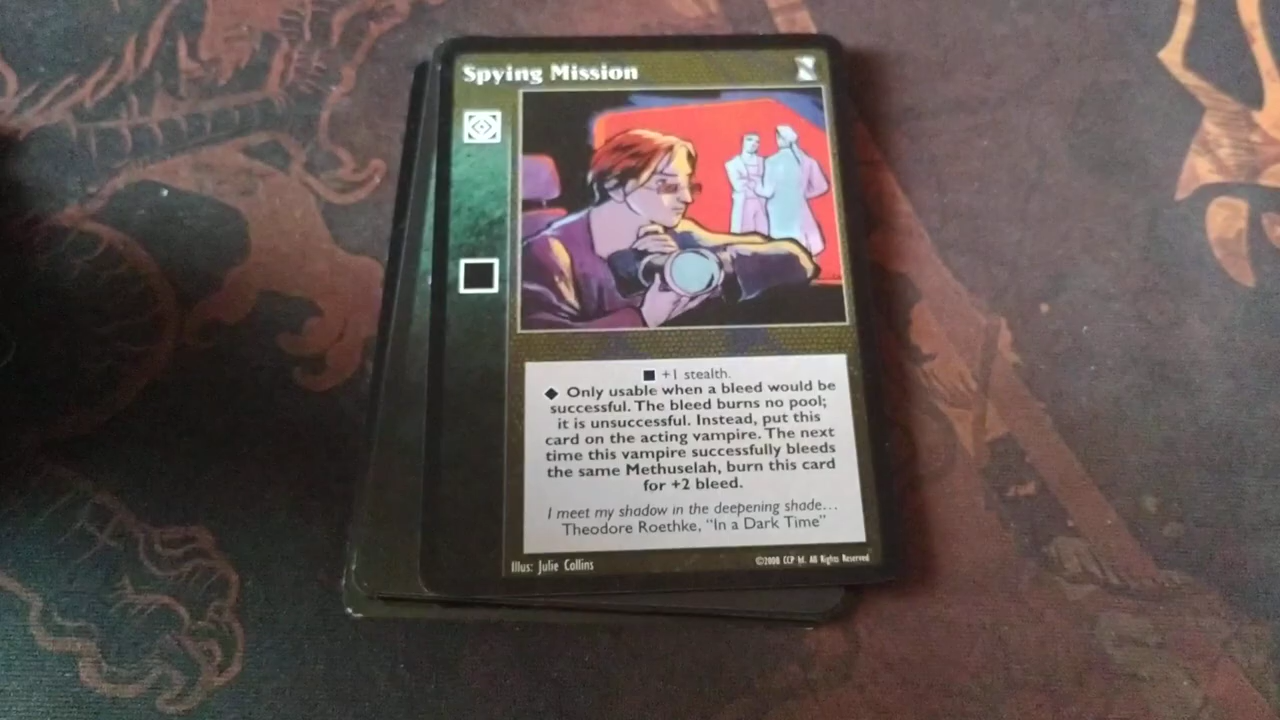 Spying Mission
+1 stealth.
Only usable when a bleed would be
successful. The bleed burns no pool;
it is unsuccessful. Instead, put this
card on the acting vampire. The next
time this vampire successfully bleeds
the same Methuselah, burn this card
for +2 bleed.
I meet my shadow in the deepening shade...
Theodore Roethke, "In a Dark Time"
Illus: Julie Collins
©2008 CCP hf. All Rights Reserved